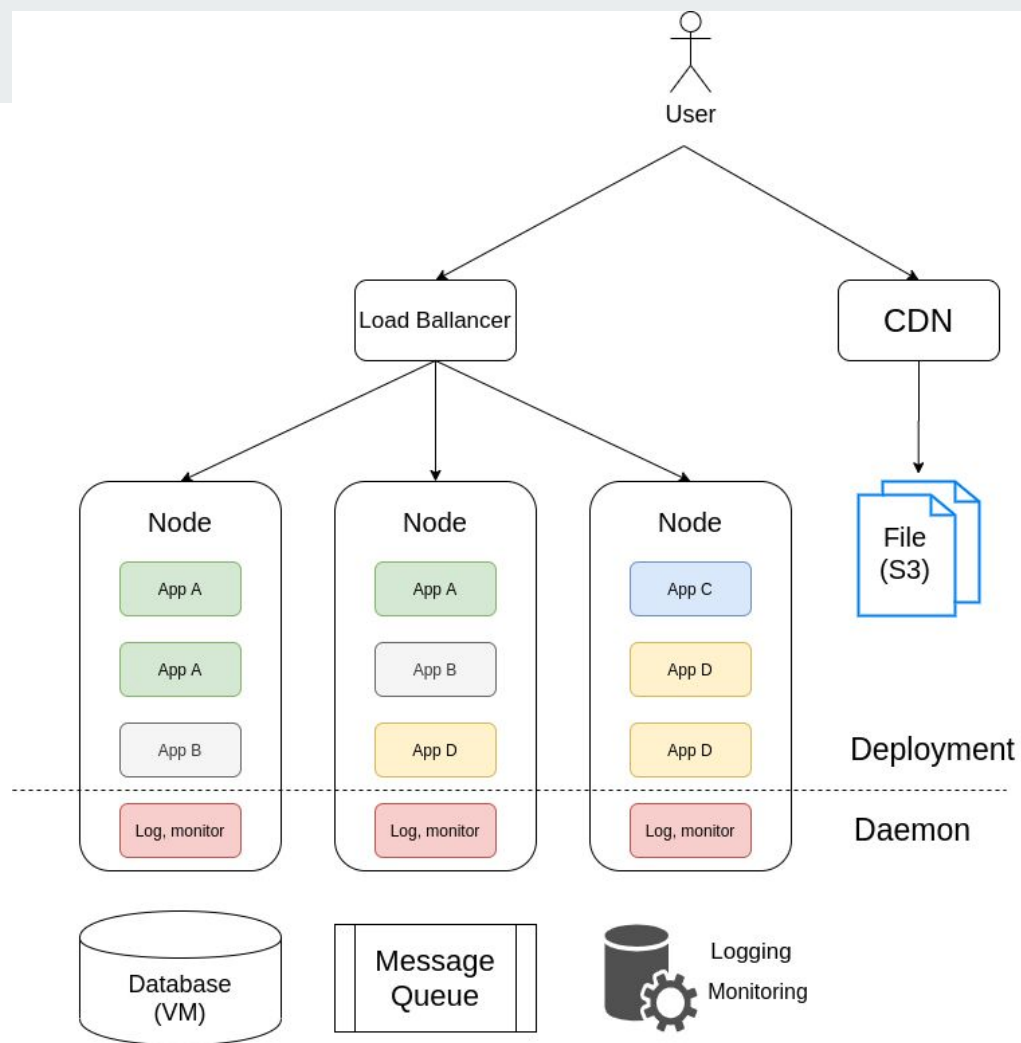 User
Load Ballancer
CDN
Node
App A
App A
App B
Log, monitor
Node
App A
App B
App D
Log, monitor
Node
App C
App D
App D
Log, monitor
File
(S3)
Deployment
Daemon
Database
(VM)
Message
Queue
Logging
Monitoring